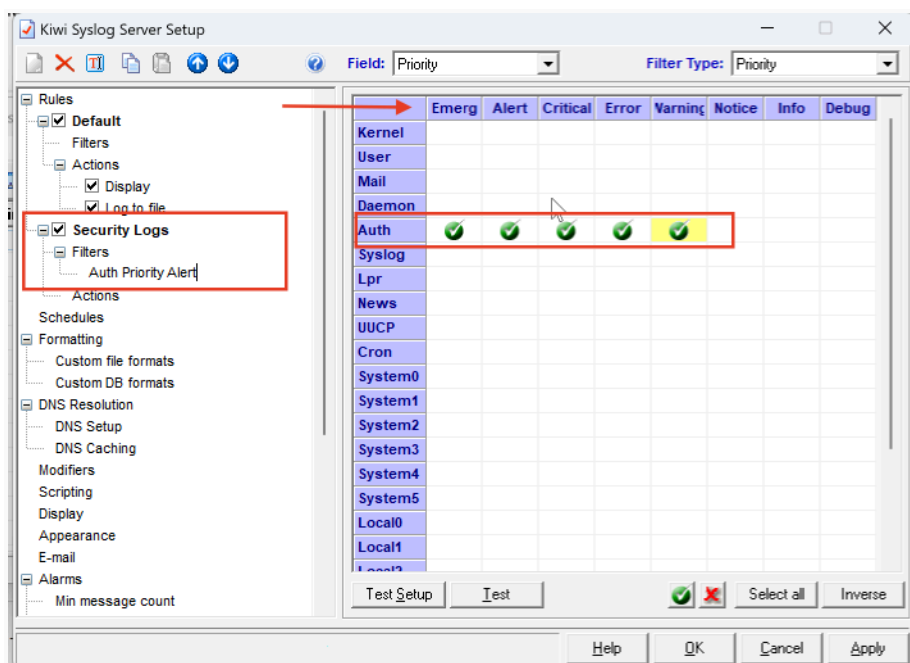 Kiwi Syslog Server Setup
Field: Priority Filter Type: Priority
Rules
Default
Filters
Actions
Display
Log to file
Security Logs
Filters
Auth Priority Alert
Actions
Schedules
Formatting
Custom file formats
Custom DB formats
DNS Resolution
DNS Setup
DNS Caching
Modifiers
Scripting
Display
Appearance
E-mail
Alarms
Min message count
Emerg Alert Critical Error Warning Notice Info Debug
Kernel
User
Mail
Daemon
Auth
Syslog
Lpr
News
UUCP
Cron
System0
System1
System2
System3
System4
System5
Local0
Local1
Local2
Test Setup Test Select all Inverse
Help OK Cancel Apply